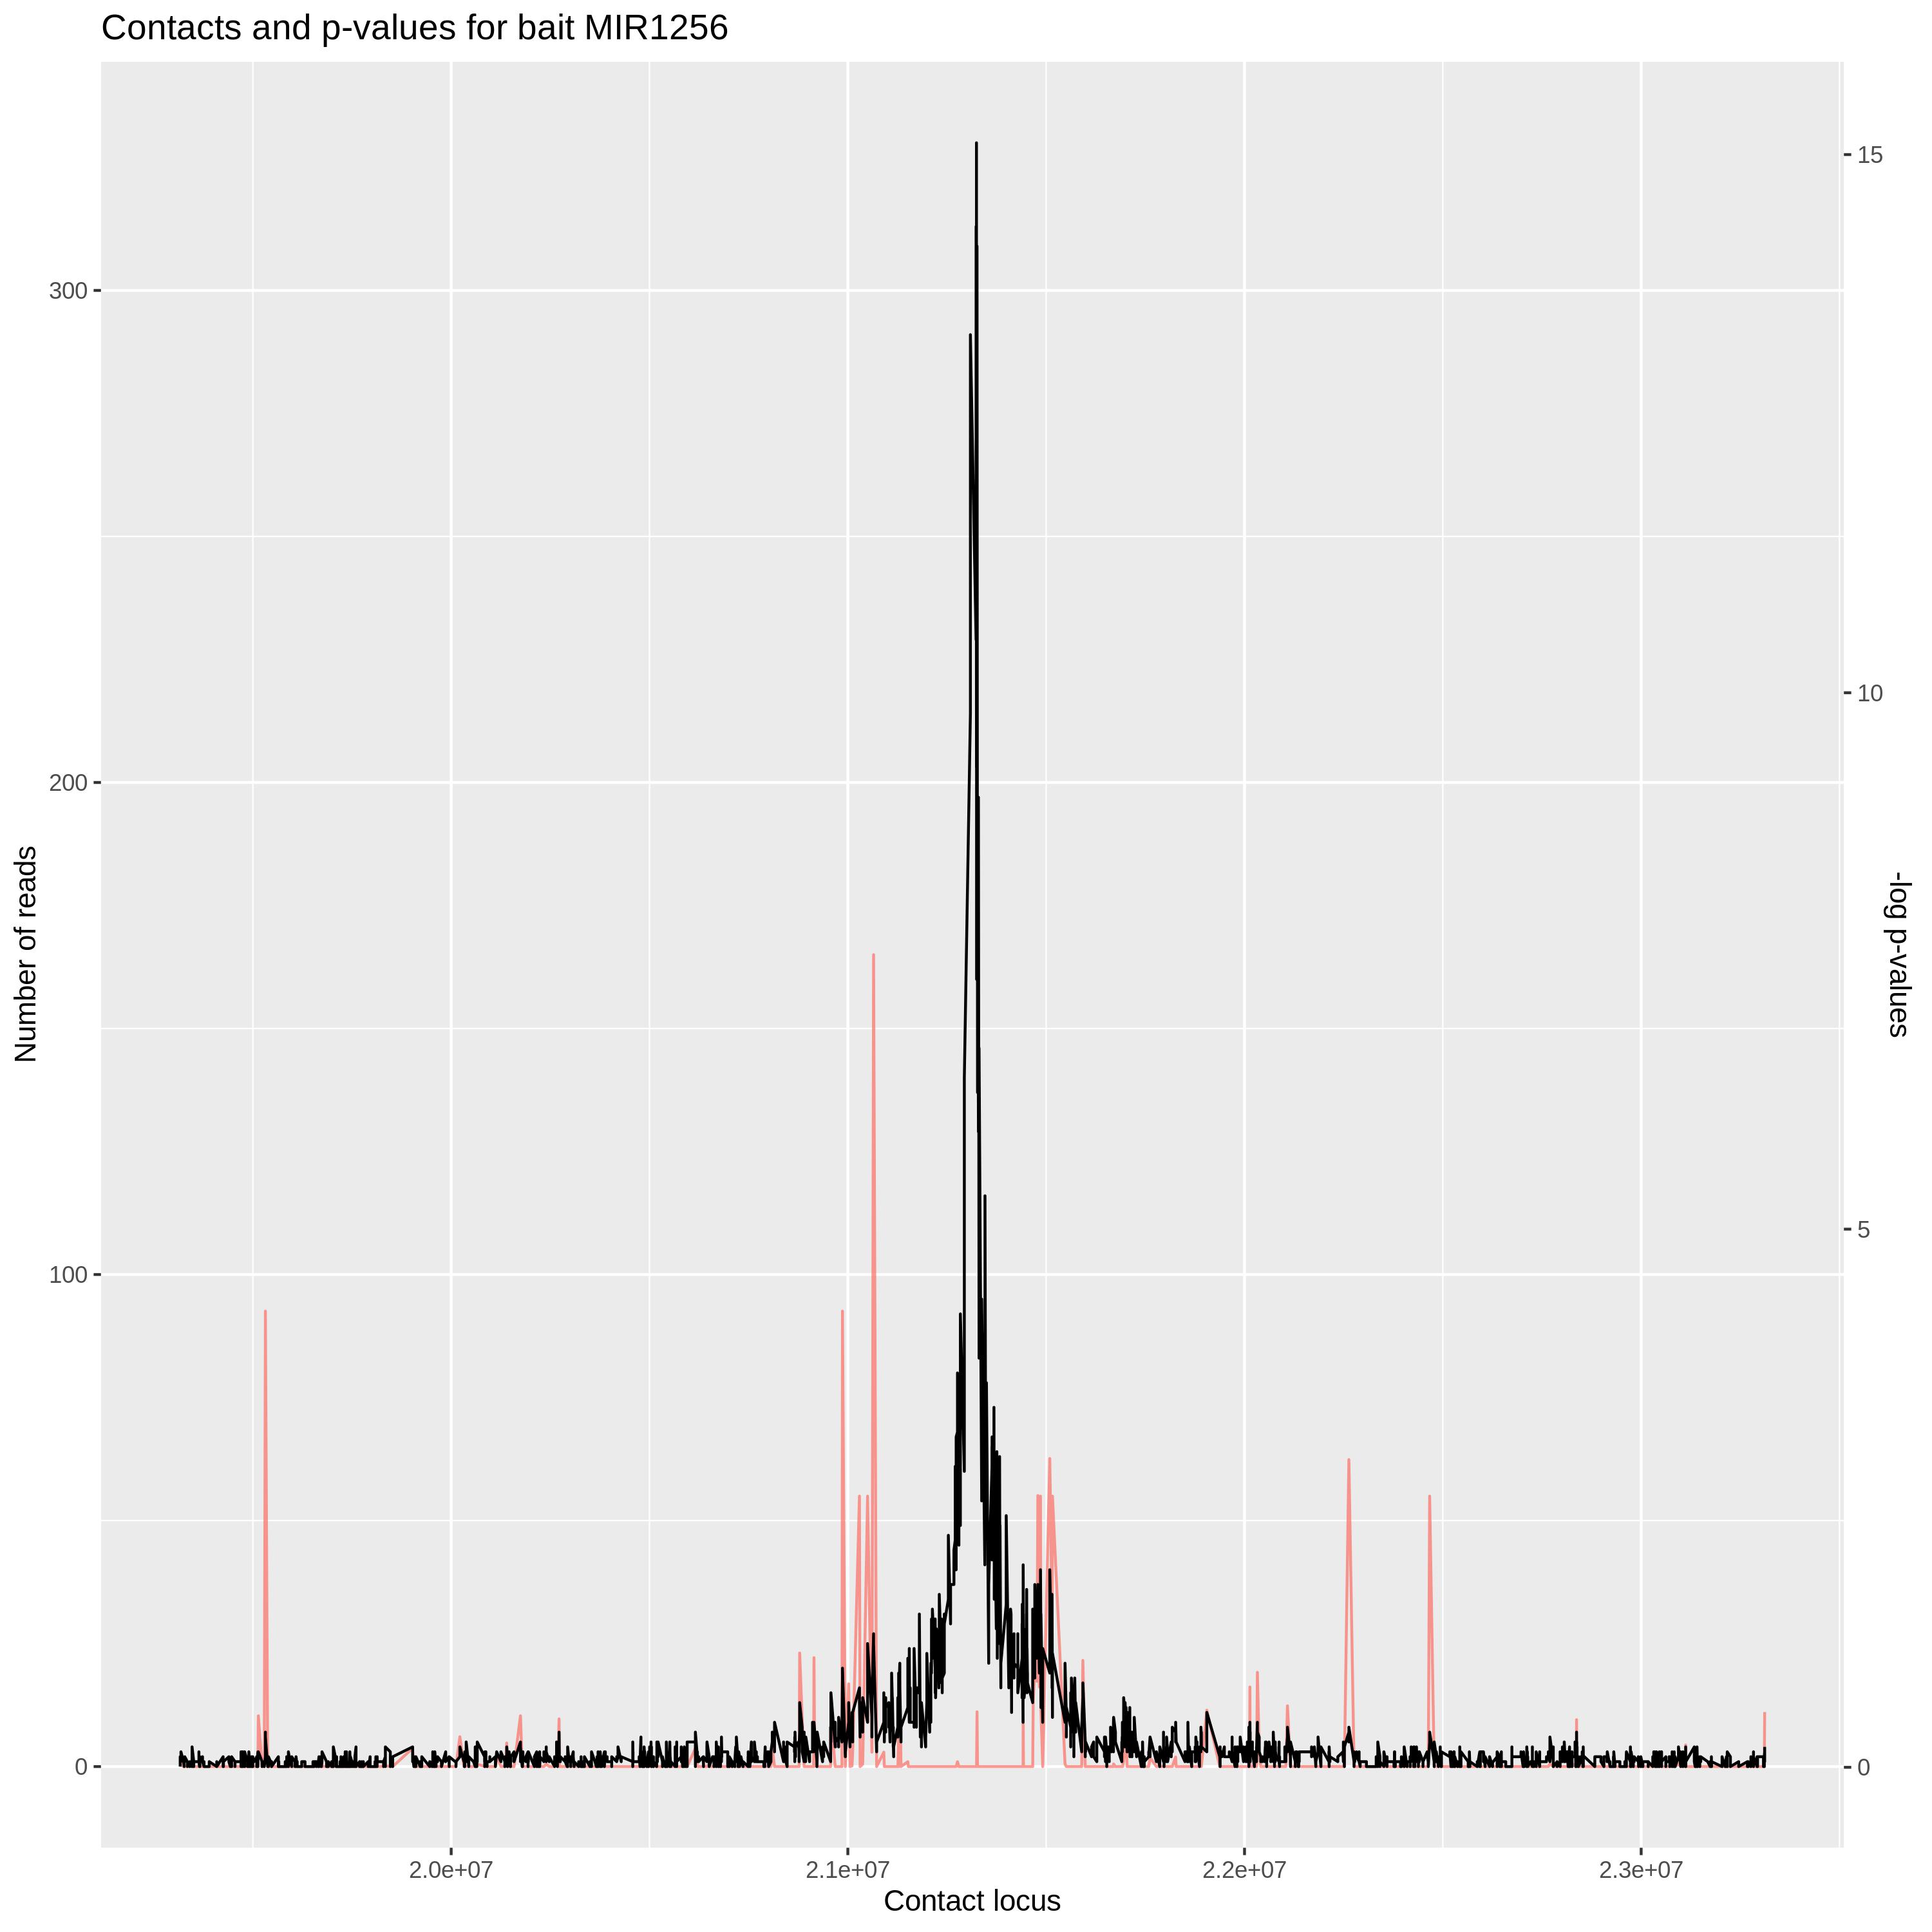 Contacts and p-values for bait MIR1256
300
200
100
0
Number of reads
15
10
5
0
-log p-values
2.0e+07
2.1e+07
2.2e+07
2.3e+07
Contact locus